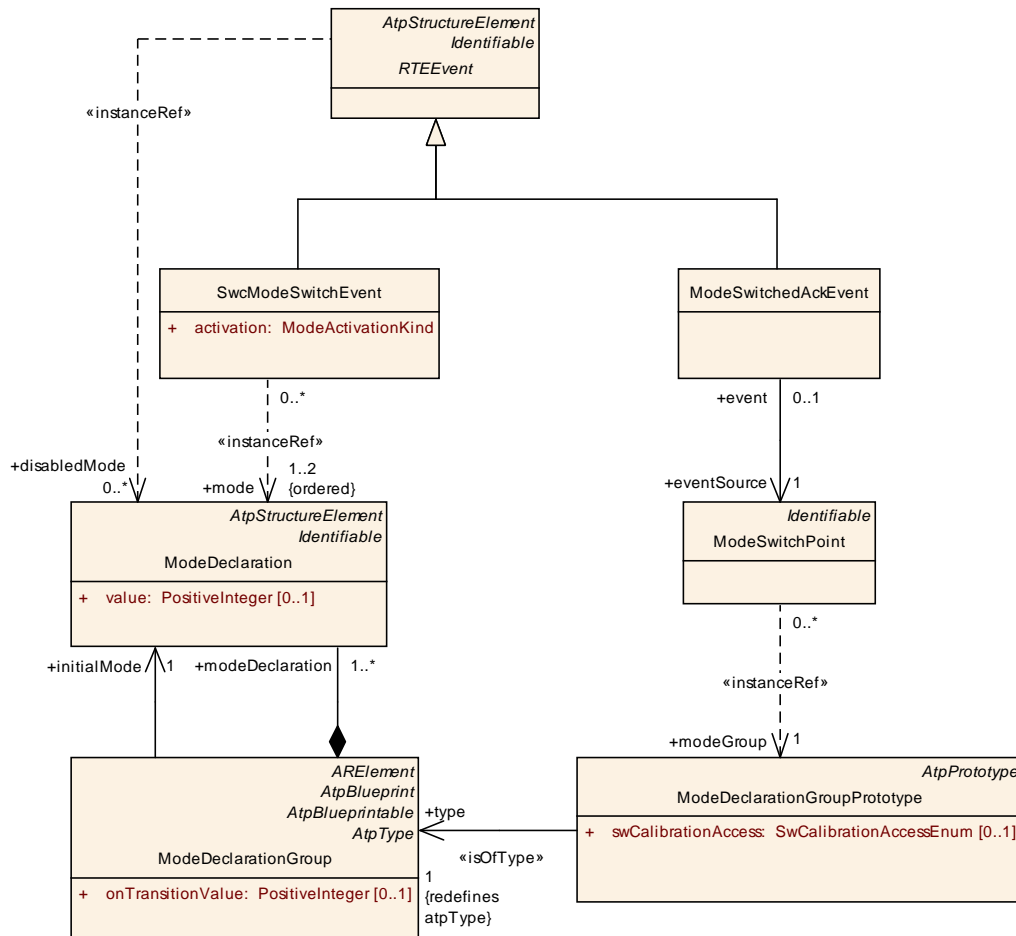 AtpStructureElement
Identifiable
RTEEvent
«instanceRef»
SwcModeSwitchEvent
+ activation: ModeActivationKind
ModeSwitchedAckEvent
0..*
«instanceRef»
+event
0..1
+disabledMode
0..*
+mode
1..2
{ordered}
+eventSource
1
AtpStructureElement
Identifiable
ModeDeclaration
+ value: PositiveInteger [0..1]
Identifiable
ModeSwitchPoint
+initialMode
1
+modeDeclaration
1..*
0..*
«instanceRef»
+modeGroup
1
ARElement
AtpBlueprint
AtpBlueprintable
AtpType
ModeDeclarationGroup
+ onTransitionValue: PositiveInteger [0..1]
+type
«isOfType»
1
{redefines
atpType}
AtpPrototype
ModeDeclarationGroupPrototype
+ swCalibrationAccess: SwCalibrationAccessEnum [0..1]